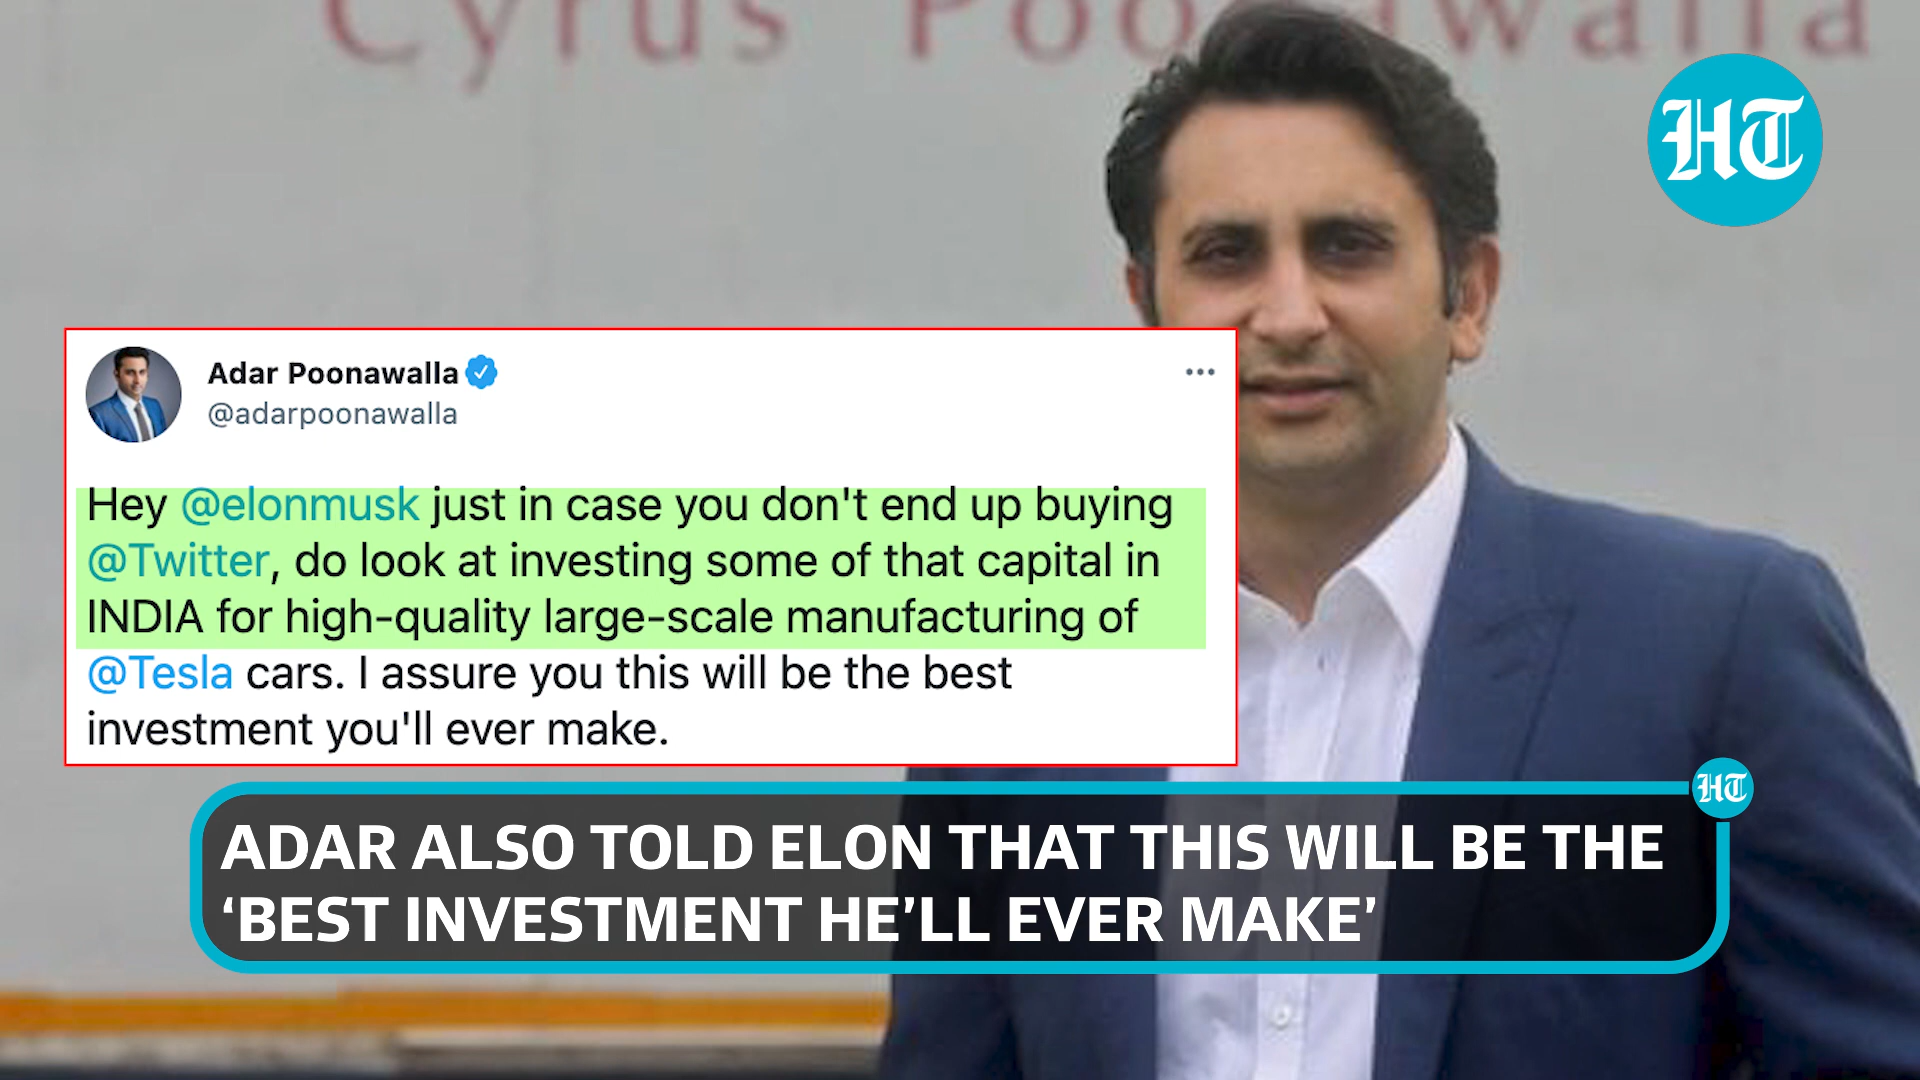 Cyrus Poonawalla
HT
Adar Poonawalla
@adarpoonawalla
Hey @elonmusk just in case you don't end up buying
@Twitter, do look at investing some of that capital in
INDIA for high-quality large-scale manufacturing of
@Tesla cars. I assure you this will be the best
investment you'll ever make.
HT
ADAR ALSO TOLD ELON THAT THIS WILL BE THE
‘BEST INVESTMENT HE’LL EVER MAKE’